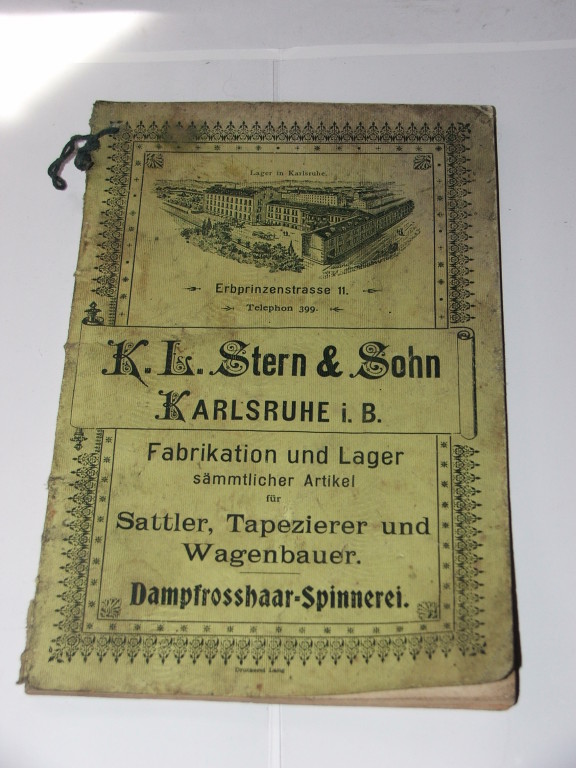 Lager in Karlsruhe.
Erbprinzenstrasse 11.
Telephon 399.
K. L. Stern & Sohn
KARLSRUHE i. B.
Fabrikation und Lager
sämmtlicher Artikel
für
Sattler, Tapezierer und
Wagenbauer.
Dampfrosshaar-Spinnerei.